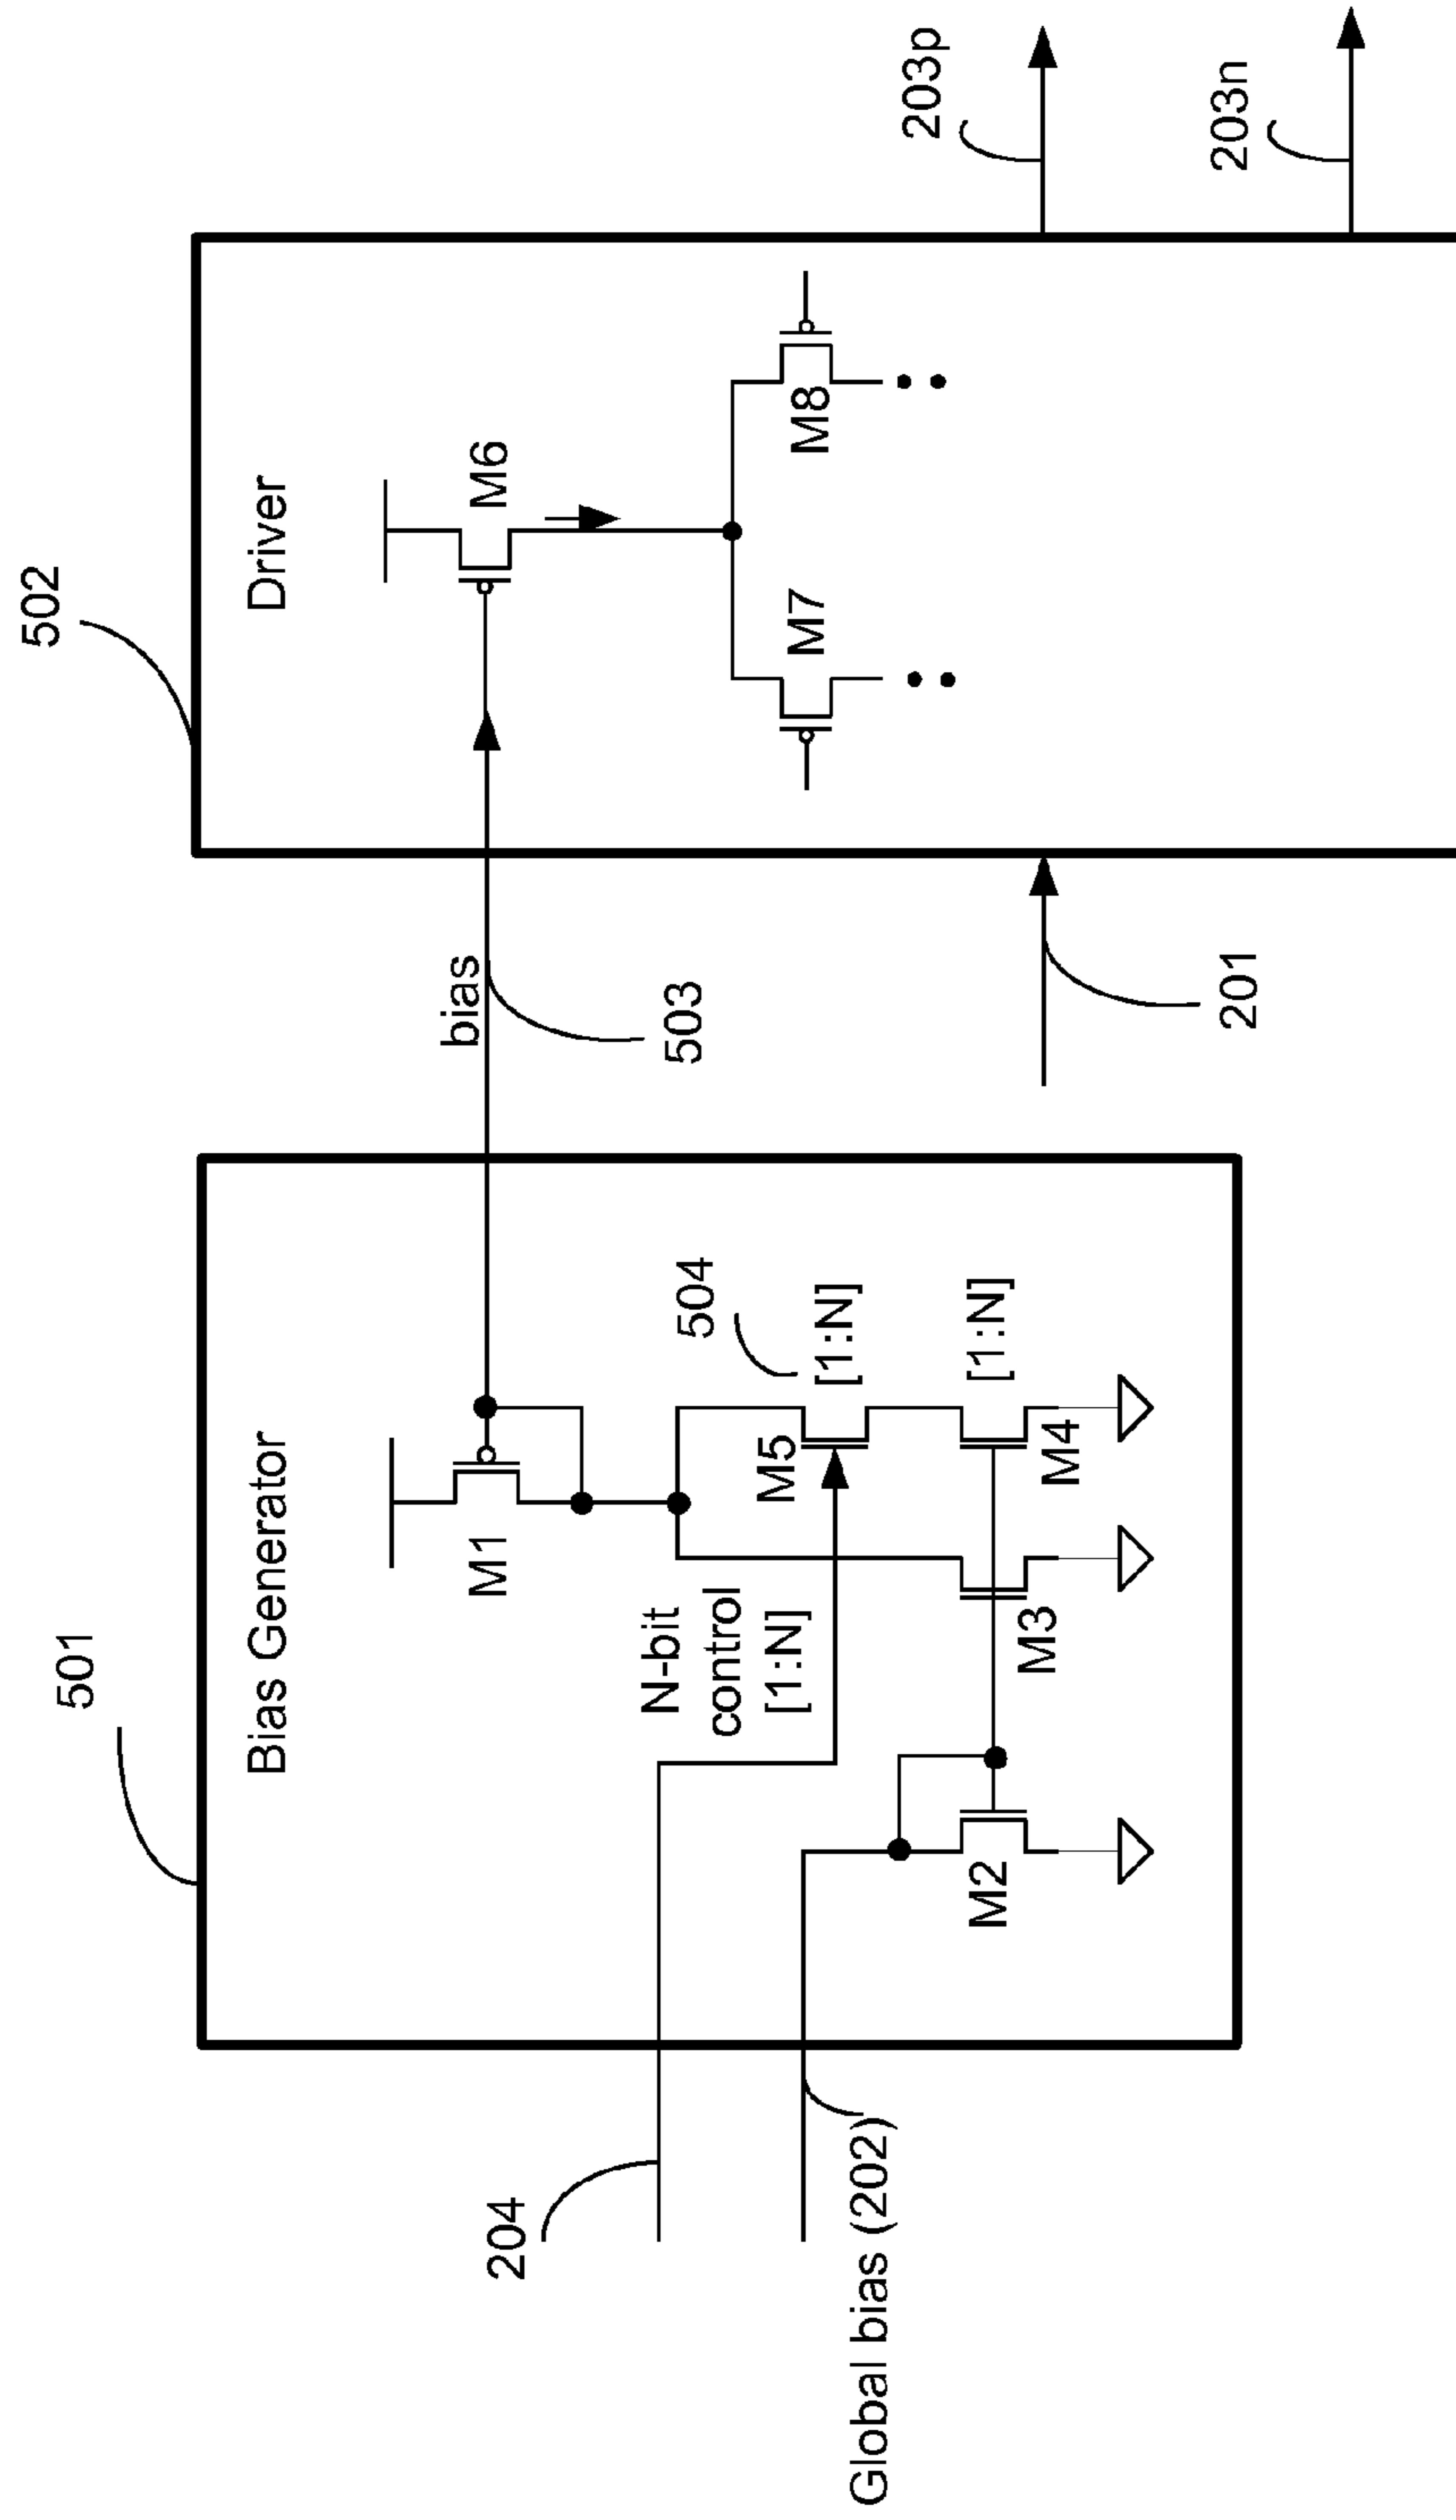 501
Bias Generator
M1
bias
503
502
Driver
M6
M7
M8
203p
203n
201
204
Global bias (202)
N-bit
control
[1:N]
M5
504
[1:N]
[1:N]
M2
M3
M4